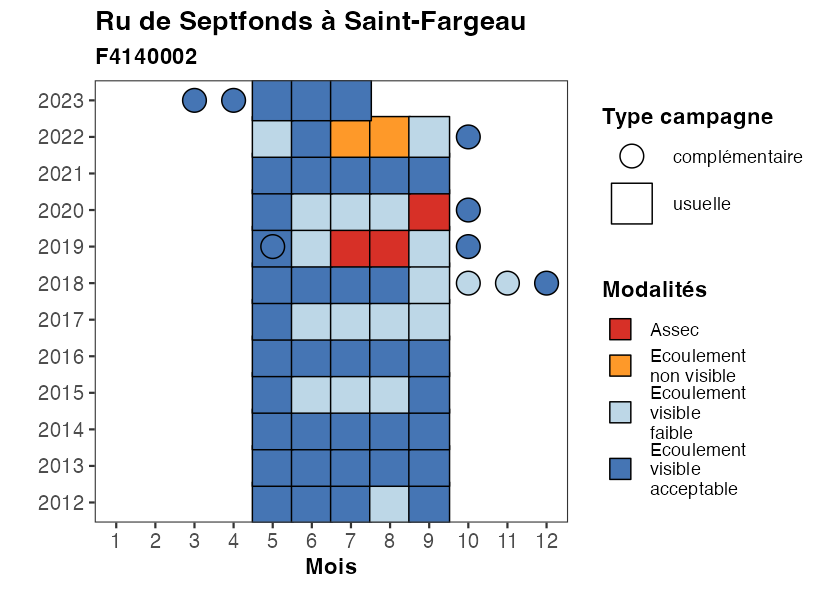 Ru de Septfonds à Saint-Fargeau
F4140002
2023
2022
2021
2020
2019
2018
2017
2016
2015
2014
2013
2012
1 2 3 4 5 6 7 8 9 10 11 12
Mois
Type campagne
complémentaire
usuelle
Modalités
Assec
Ecoulement
non visible
Ecoulement
visible
faible
Ecoulement
visible
acceptable